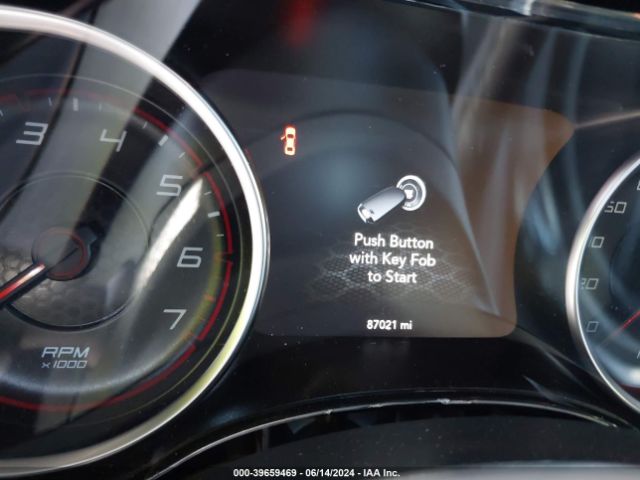 3
4
5
6
7
RPM
x1000
Push Button
with Key Fob
to Start
87021 mi
000-39659469 - 06/14/2024 - IAA Inc.